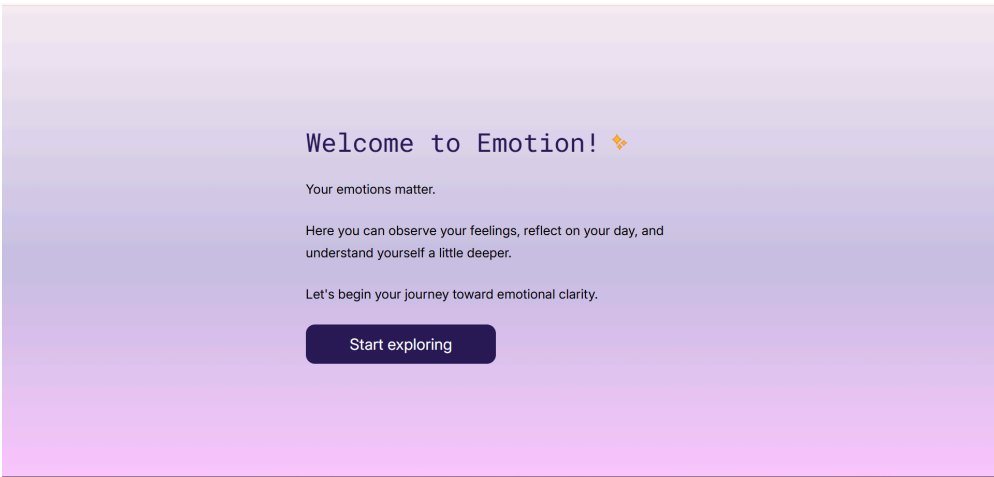 Welcome to Emotion! ✨
Your emotions matter.
Here you can observe your feelings, reflect on your day, and
understand yourself a little deeper.
Let's begin your journey toward emotional clarity.
Start exploring